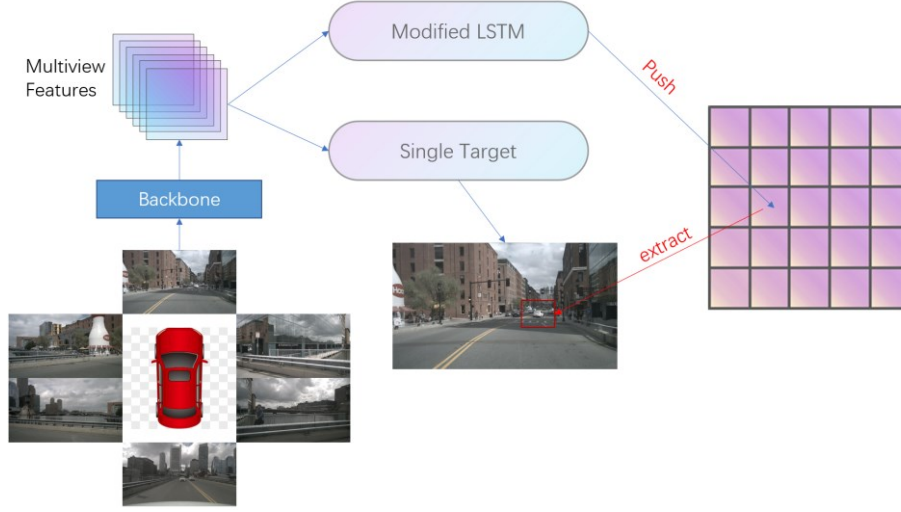 Modified LSTM
Multiview
Features
Push
Single Target
Backbone
extract